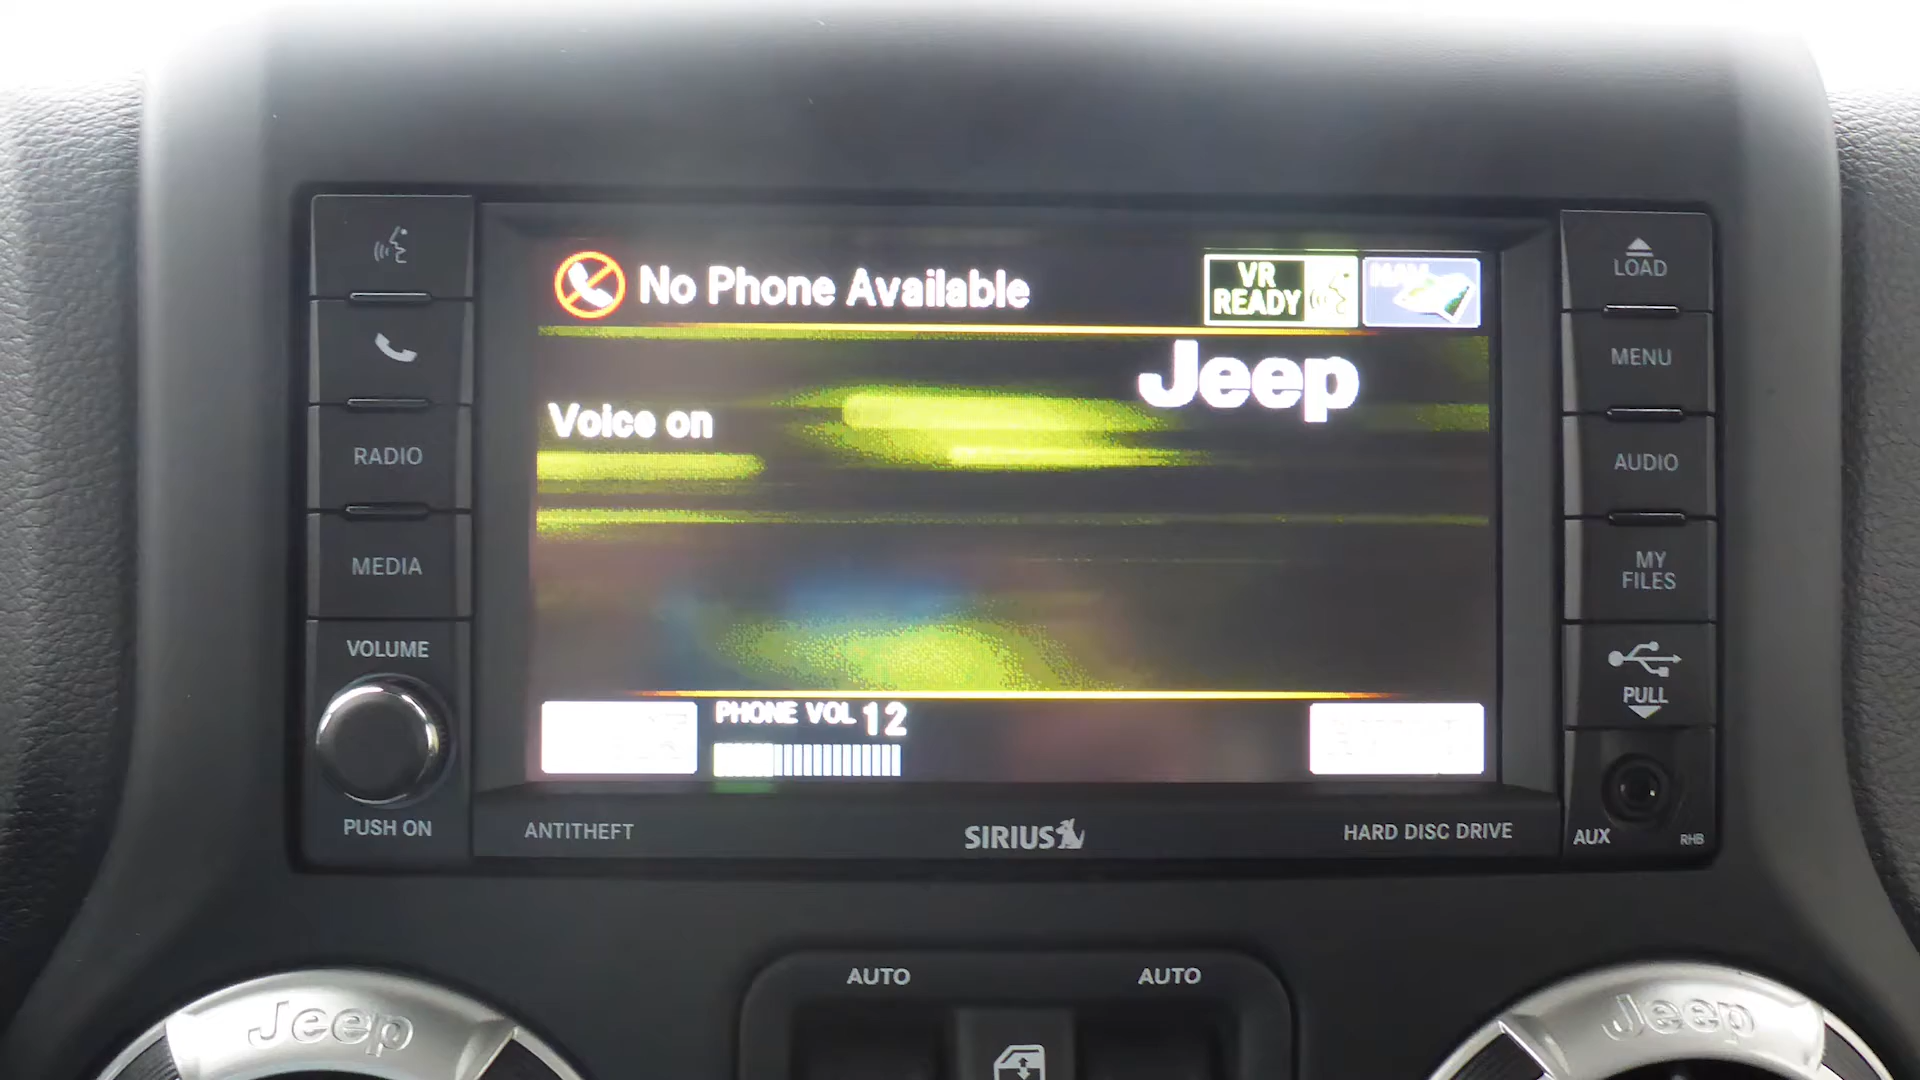 No Phone Available
VR
READY
NAV
Jeep
Voice on
PHONE VOL 12
RADIO
MEDIA
VOLUME
PUSH ON
LOAD
MENU
AUDIO
MY
FILES
PULL
AUX
RHB
ANTITHEFT
SIRIUS
HARD DISC DRIVE
AUTO
AUTO
Jeep
Jeep